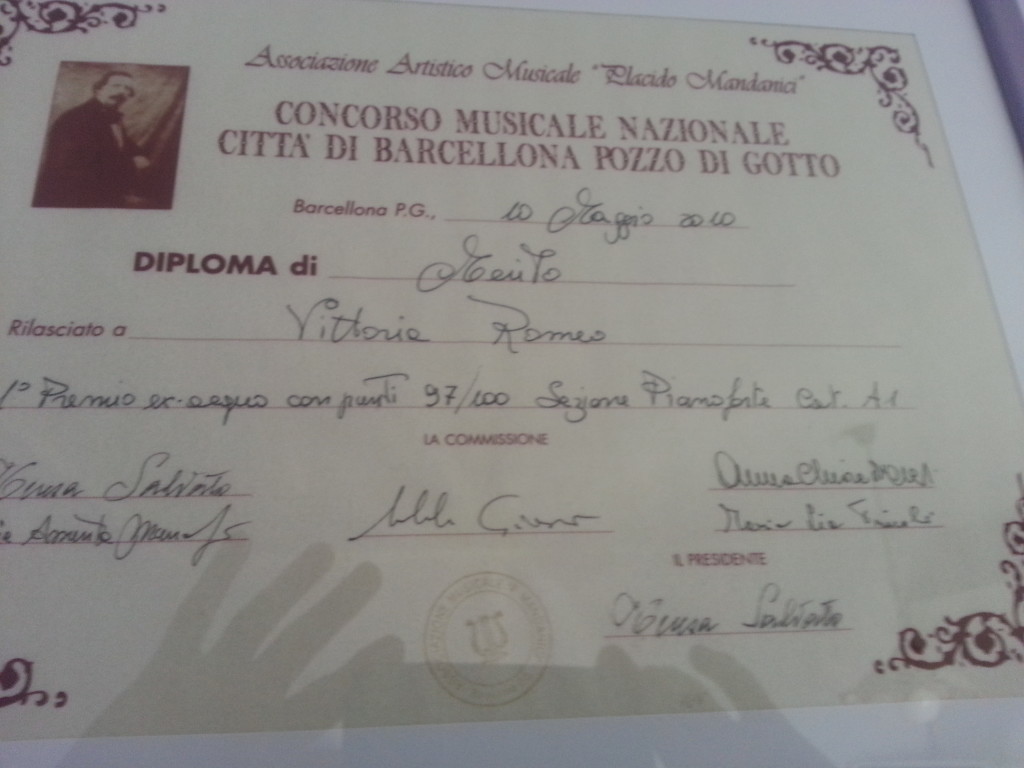 Associazione Artistico Musicale "Placido Mandanici"
CONCORSO MUSICALE NAZIONALE
CITTA' DI BARCELLONA POZZO DI GOTTO
Barcellona P.G., 10 Maggio 2010
DIPLOMA di Merito
Rilasciato a Vittoria Romeo
1° Premio ex-aequo con punti 97/100 Sezione Pianoforte Cat. A1
LA COMMISSIONE
Maria
IL PRESIDENTE